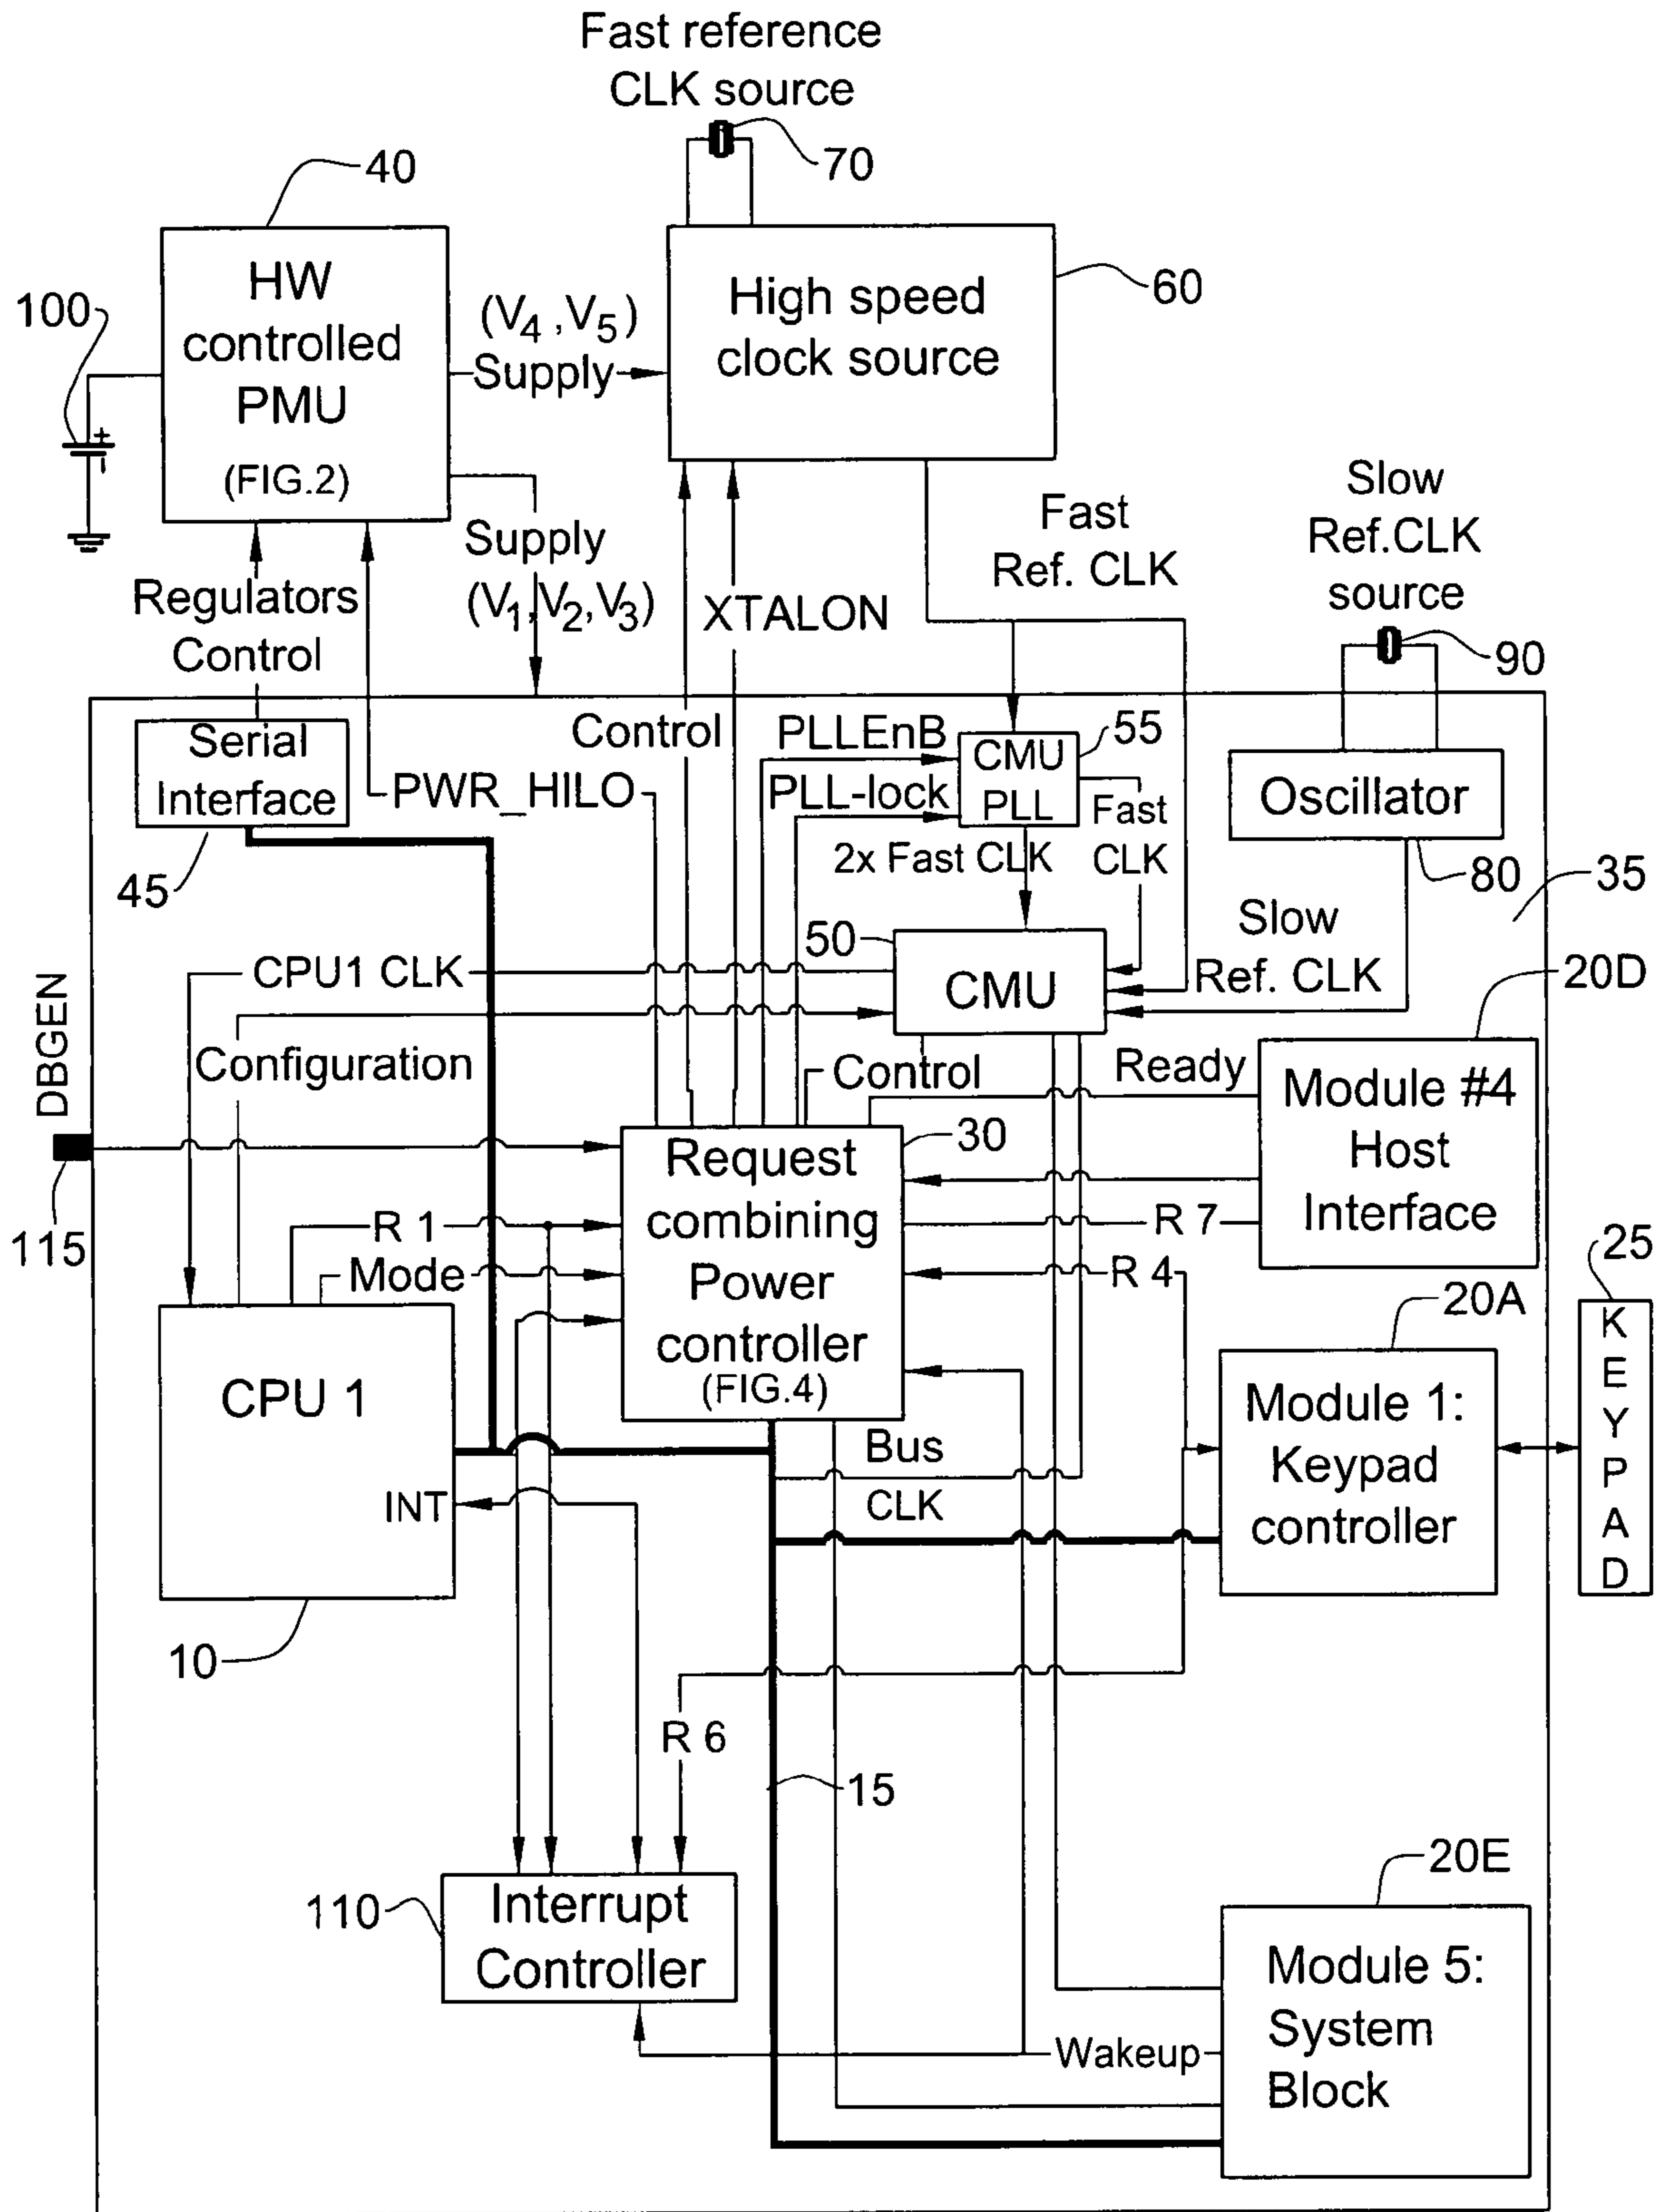 Fast reference
CLK source
70
40
HW
controlled
PMU
(FIG.2)
100
+
(V4 ,V5)
Supply
High speed
clock source
60
Supply
(V1,V2,V3)
Regulators
Control
XTALON
Fast
Ref. CLK
Slow
Ref.CLK
source
90
Serial
Interface
45
PWR_HILO
Control
PLLEnB
PLL-lock
CMU
PLL
55
Fast
CLK
2x Fast CLK
Oscillator
80
35
50
CMU
Slow
Ref. CLK
20D
CPU1 CLK
Configuration
DBGEN
115
Control
Ready
Module #4
Host
Interface
30
Request
combining
Power
controller
(FIG.4)
R 1
Mode
R 7
R 4
25
KEYPAD
20A
Module 1:
Keypad
controller
CPU 1
INT
10
Bus
CLK
R 6
15
110
Interrupt
Controller
20E
Module 5:
System
Block
Wakeup